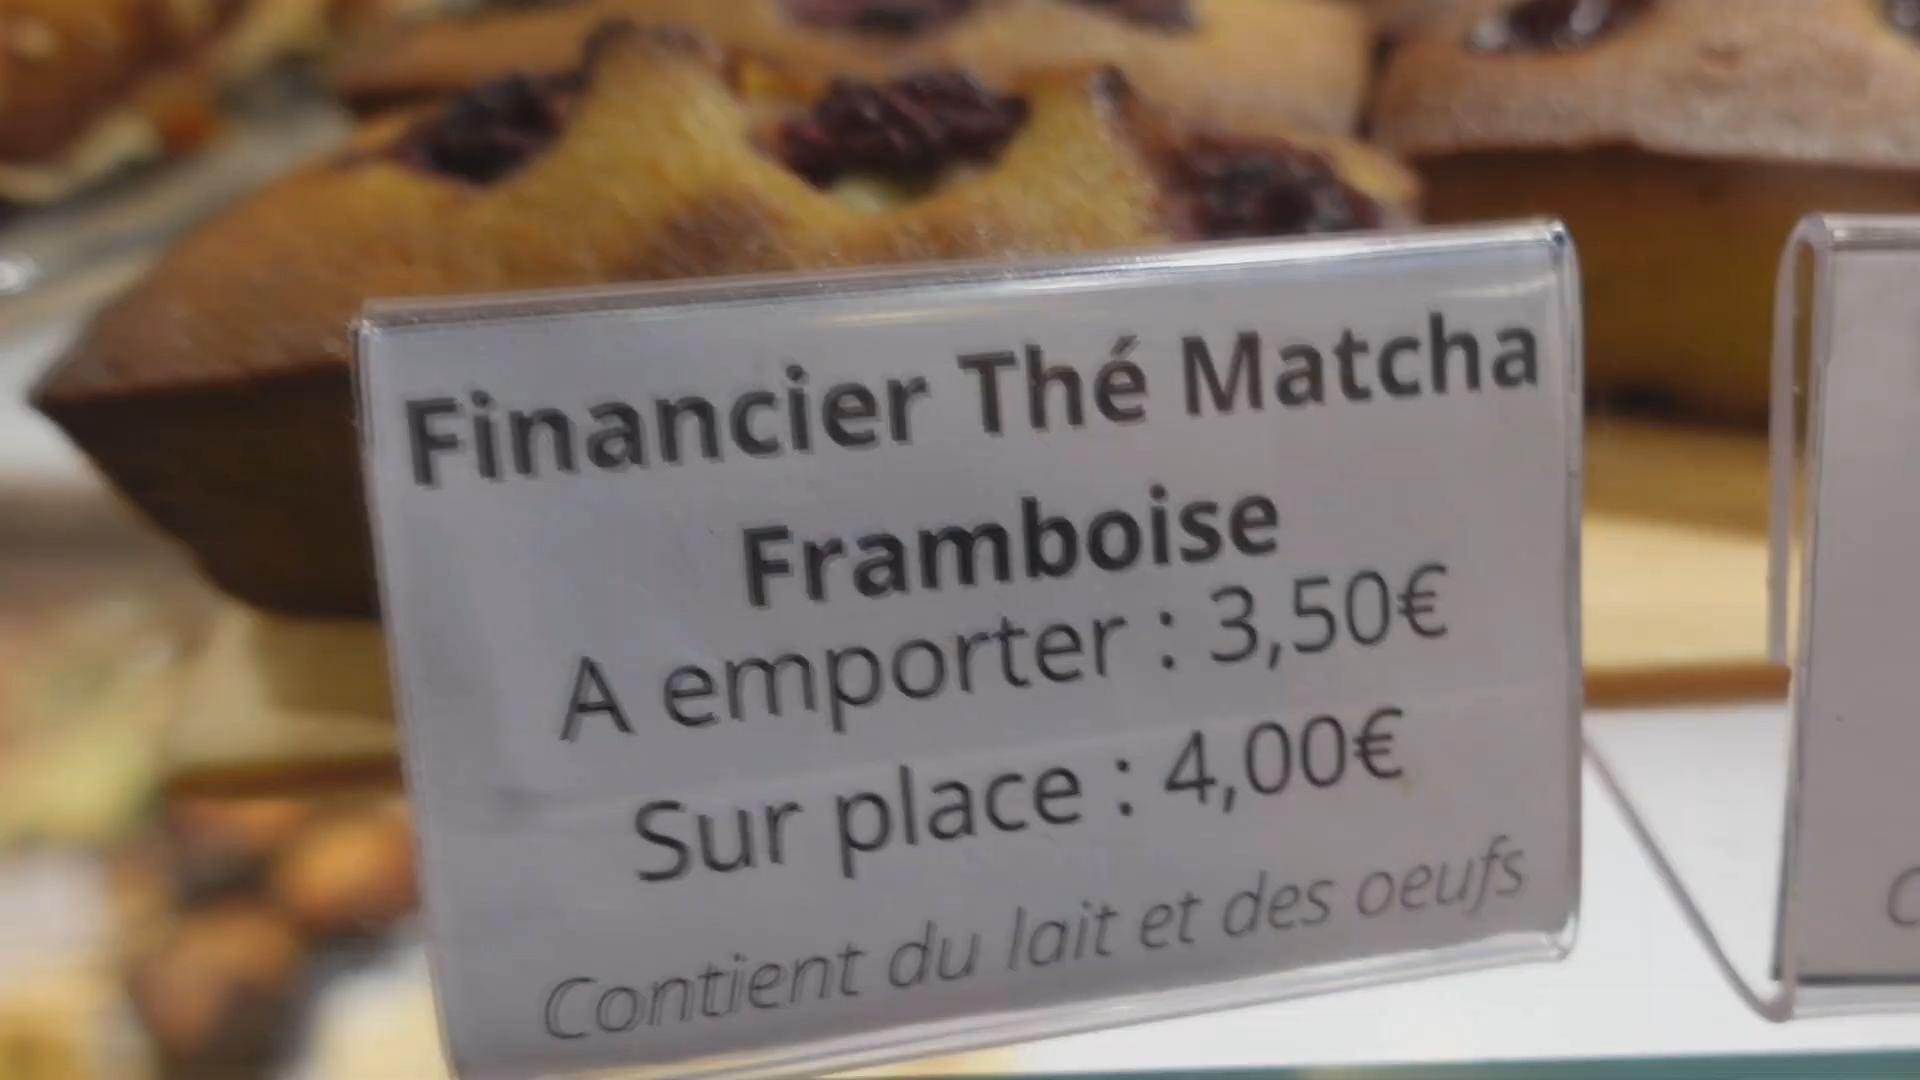 Financier Thé Matcha
Framboise
A emporter : 3,50€
Sur place : 4,00€
Contient du lait et des oeufs